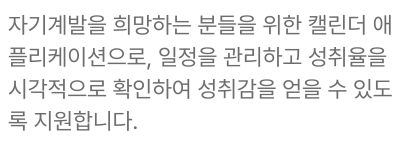 자기계발을 희망하는 분들을 위한 캘린더 애
플리케이션으로, 일정을 관리하고 성취율을
시각적으로 확인하여 성취감을 얻을 수 있도
록 지원합니다.